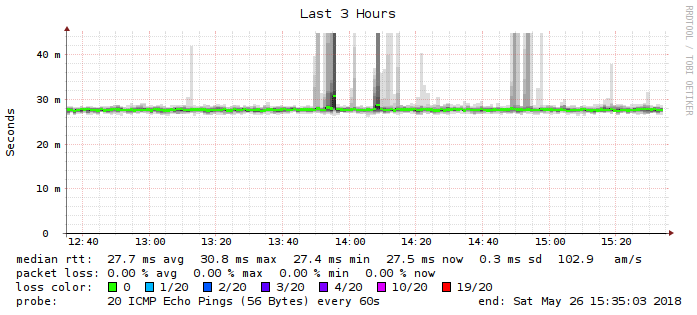 Last 3 Hours
RRDTOOL / TOBI OETIKER
Seconds
40 m
30 m
20 m
10 m
0
12:40 13:00 13:20 13:40 14:00 14:20 14:40 15:00 15:20
median rtt: 27.7 ms avg 30.8 ms max 27.4 ms min 27.5 ms now 0.3 ms sd 102.9 am/s
packet loss: 0.00 % avg 0.00 % max 0.00 % min 0.00 % now
loss color: 0 1/20 2/20 3/20 4/20 10/20 19/20
probe: 20 ICMP Echo Pings (56 Bytes) every 60s end: Sat May 26 15:35:03 2018